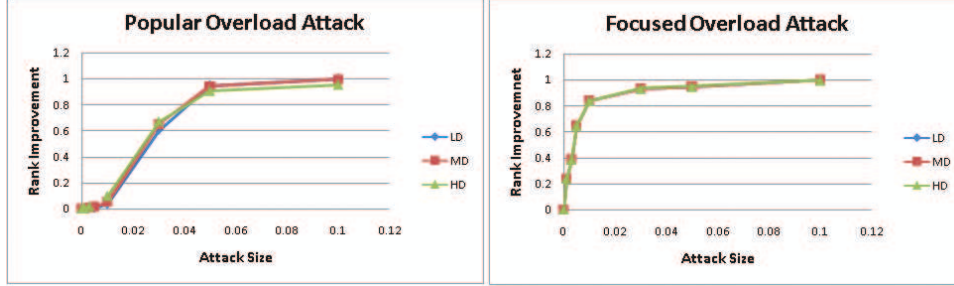 Popular Overload Attack
Rank Improvement
1.2
1
0.8
0.6
0.4
0.2
0
0 0.02 0.04 0.06 0.08 0.1 0.12
Attack Size
LD
MD
HD
Focused Overload Attack
Rank Improvemnet
1.2
1
0.8
0.6
0.4
0.2
0
0 0.02 0.04 0.06 0.08 0.1 0.12
Attack Size
LD
MD
HD